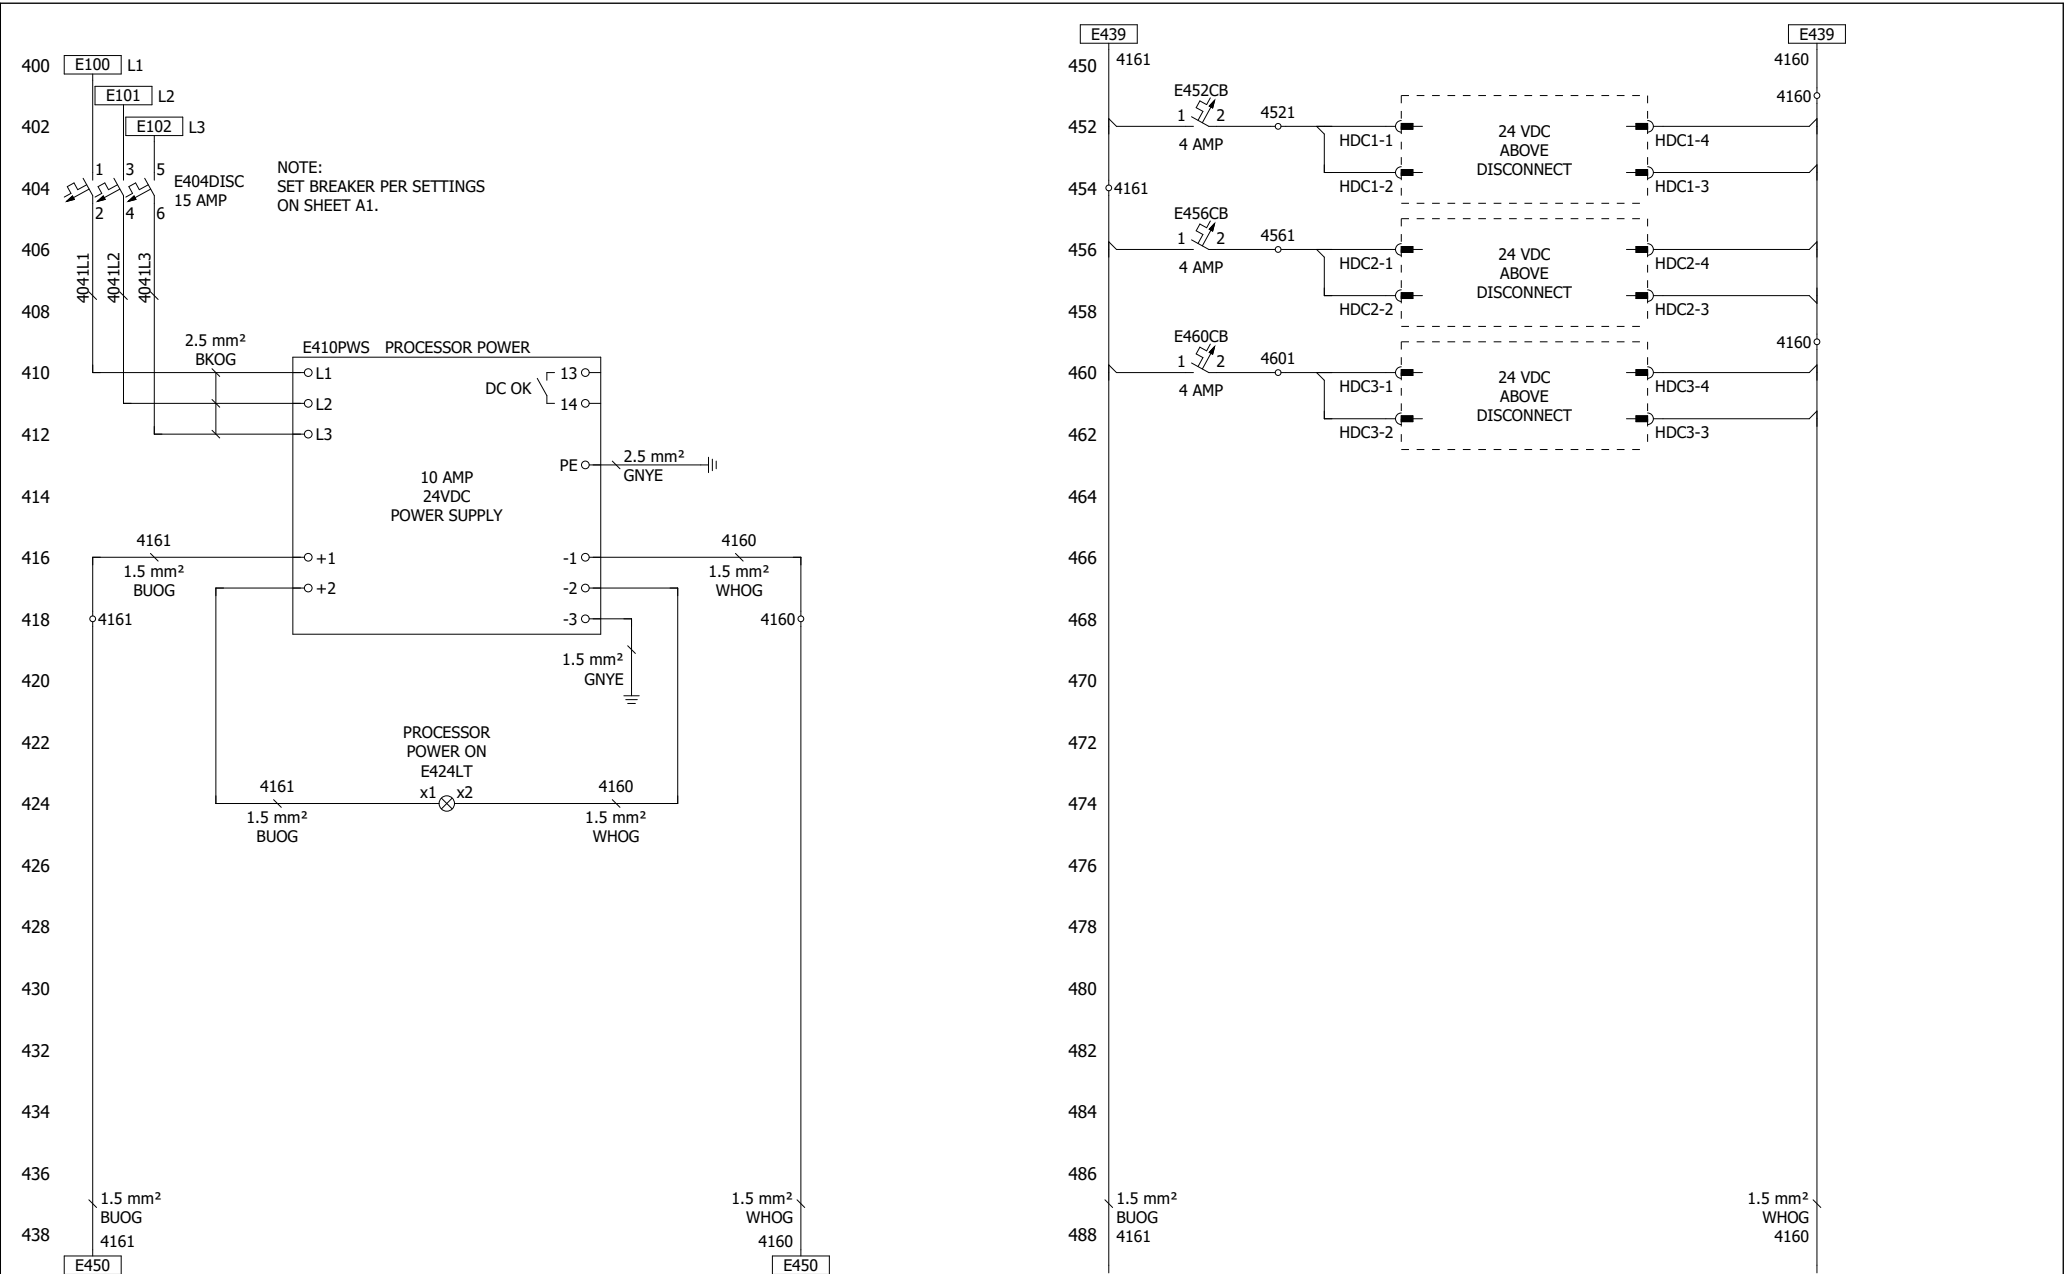 400
E100 L1
E101 L2
402
E102 L3
1 3 5
404
E404DISC
15 AMP
2 4 6
NOTE:
SET BREAKER PER SETTINGS
ON SHEET A1.
406
4041L1
4041L2
4041L3
408
2.5 mm²
BKOG
E410PWS PROCESSOR POWER
410
L1
13
DC OK
L2
14
412
L3
PE
2.5 mm²
GNYE
10 AMP
24VDC
POWER SUPPLY
414
416
4161
1.5 mm²
BUOG
+1
-1
4160
1.5 mm²
WHOG
+2
-2
418
4161
-3
4160
1.5 mm²
GNYE
420
422
PROCESSOR
POWER ON
E424LT
x1 x2
424
4161
1.5 mm²
BUOG
4160
1.5 mm²
WHOG
426
428
430
432
434
436
1.5 mm²
BUOG
1.5 mm²
WHOG
438
4161
4160
E450
E450
E439
E439
450
4161
4160
4160
E452CB
452
1 2
4521
4 AMP
HDC1-1
24 VDC
ABOVE
DISCONNECT
HDC1-4
HDC1-2
HDC1-3
454
4161
E456CB
456
1 2
4561
4 AMP
HDC2-1
24 VDC
ABOVE
DISCONNECT
HDC2-4
HDC2-2
HDC2-3
458
E460CB
4160
460
1 2
4601
4 AMP
HDC3-1
24 VDC
ABOVE
DISCONNECT
HDC3-4
HDC3-2
HDC3-3
462
464
466
468
470
472
474
476
478
480
482
484
486
1.5 mm²
BUOG
1.5 mm²
WHOG
488
4161
4160